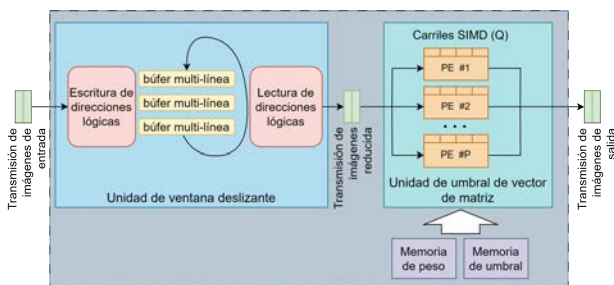 Transmisión de
imágenes de
entrada
Escritura de
direcciones
lógicas
búfer multi-línea
búfer multi-línea
búfer multi-línea
Lectura de
direcciones
lógicas
Unidad de ventana deslizante
Transmisión de
imágenes
reducida
Carriles SIMD (Q)
PE #1
PE #2
• • •
PE #P
Unidad de umbral de vector
de matriz
Memoria
de peso
Memoria
de umbral
Transmisión de
imágenes de
salida